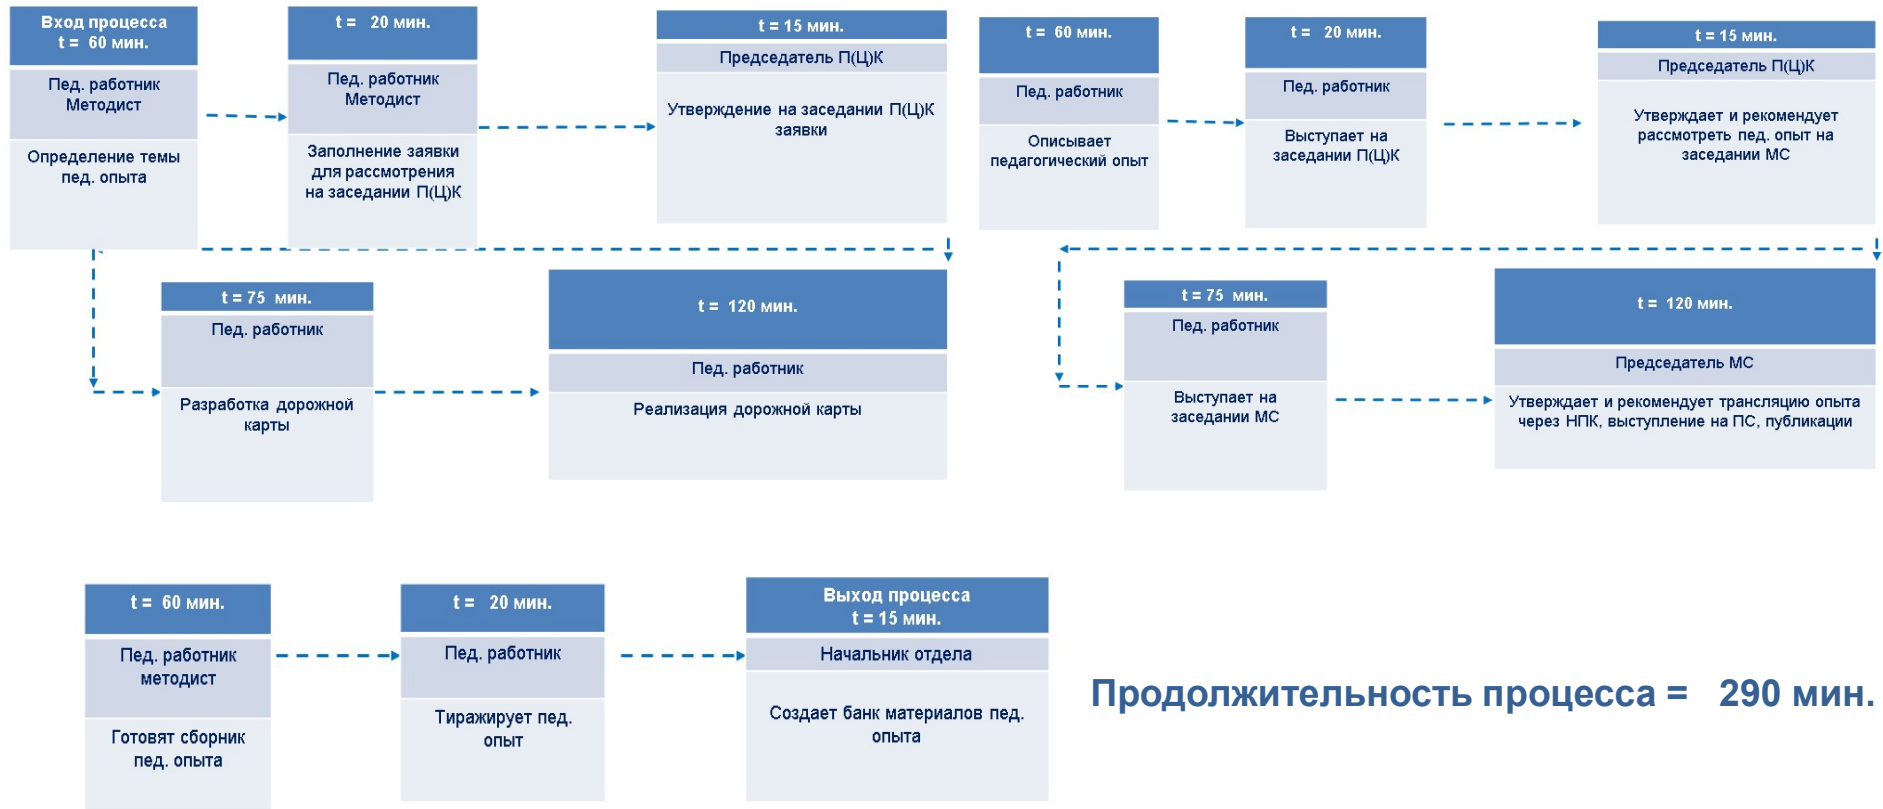 Вход процесса
t = 60 мин.
Пед. работник
Методист
Определение темы
пед. опыта
t = 20 мин.
Пед. работник
Методист
Заполнение заявки
для рассмотрения
на заседании П(Ц)К
t = 15 мин.
Председатель П(Ц)К
Утверждение на заседании П(Ц)К
заявки
t = 75 мин.
Пед. работник
Разработка дорожной
карты
t = 120 мин.
Пед. работник
Реализация дорожной карты
t = 60 мин.
Пед. работник
Описывает
педагогический опыт
t = 20 мин.
Пед. работник
Выступает на
заседании П(Ц)К
t = 15 мин.
Председатель П(Ц)К
Утверждает и рекомендует
рассмотреть пед. опыт на
заседании МС
t = 75 мин.
Пед. работник
Выступает на
заседании МС
t = 120 мин.
Председатель МС
Утверждает и рекомендует трансляцию опыта
через НПК, выступление на ПС, публикации
t = 60 мин.
Пед. работник
методист
Готовят сборник
пед. опыта
t = 20 мин.
Пед. работник
Тиражирует пед.
опыт
Выход процесса
t = 15 мин.
Начальник отдела
Создает банк материалов пед.
опыта
Продолжительность процесса = 290 мин.